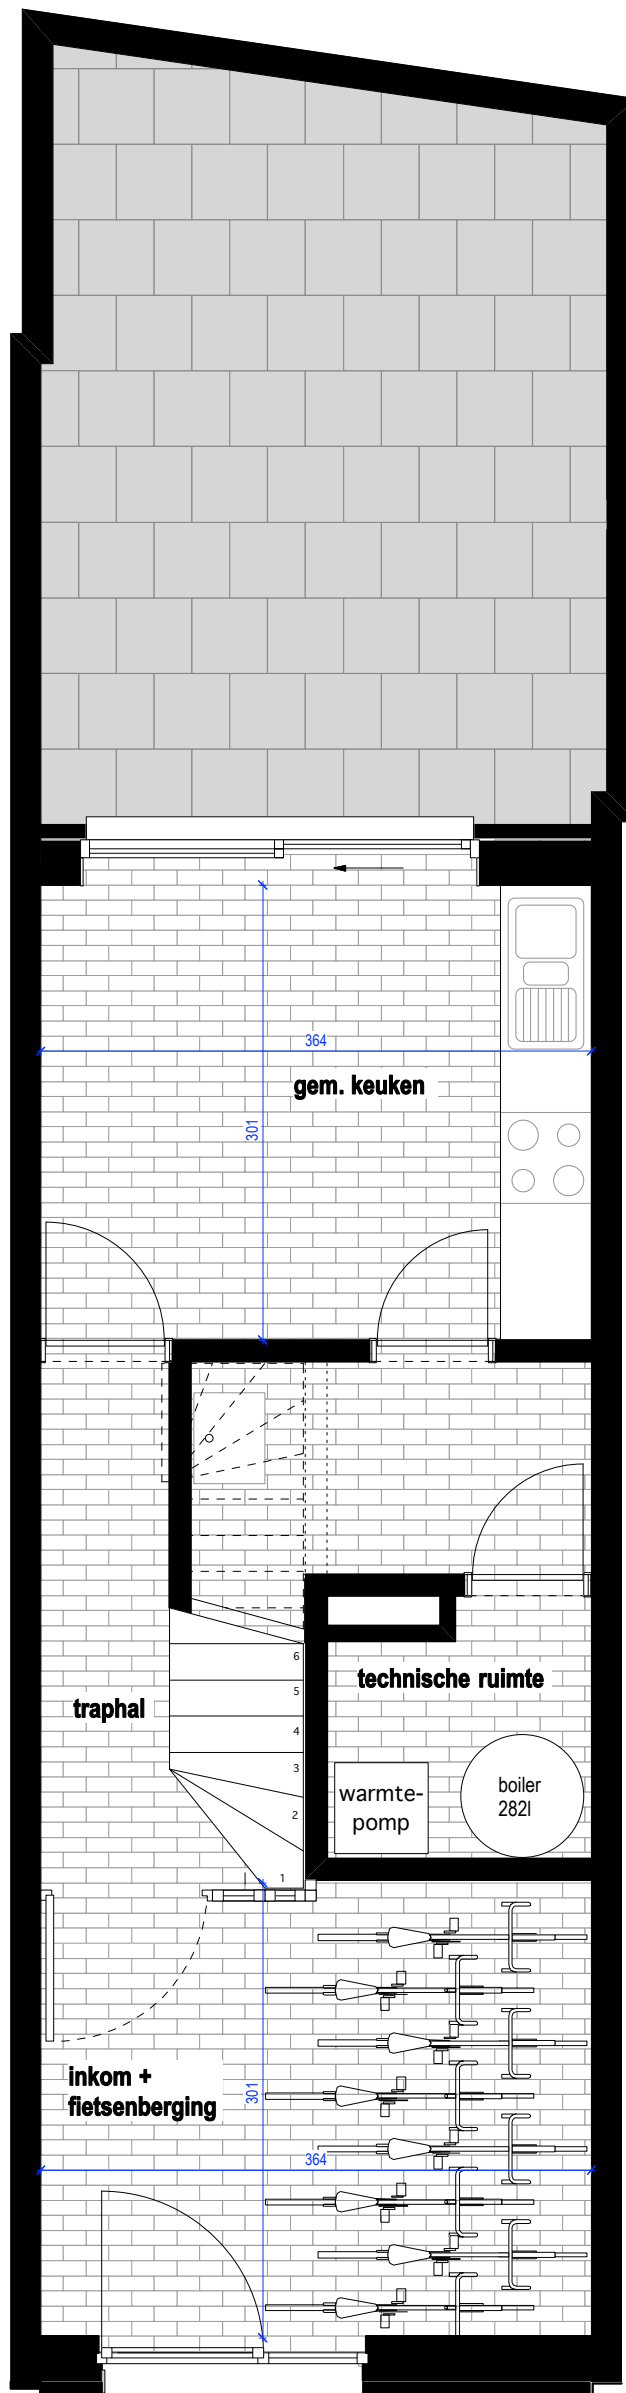 364
gem. keuken
301
6
5
technische ruimte
traphal
4
3
warmte-
pomp
boiler
282l
2
1
inkom +
fietsenberging
301
364